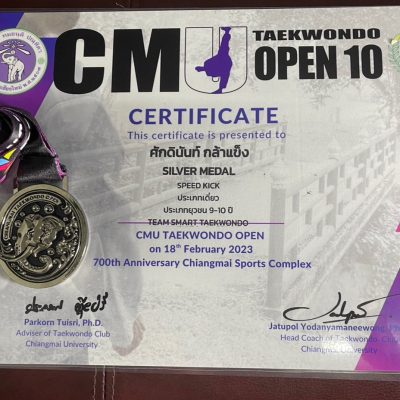 CMU TAEKWONDO
OPEN 10
CERTIFICATE
This certificate is presented to
ศักดินันท์ กล้าแข็ง
SILVER MEDAL
SPEED KICK
ประเภทเดี่ยว
ประเภทยุวชน 9-10 ปี
TEAM SMART TAEKWONDO
CMU TAEKWONDO OPEN
on 18th February 2023
700th Anniversary Chiangmai Sports Complex
Parkorn Tuisri, Ph.D.
Adviser of Taekwondo Club
Chiangmai University
Jatupol Yodanyamaneewong, Ph.
Head Coach of Taekwondo
Chiangmai University